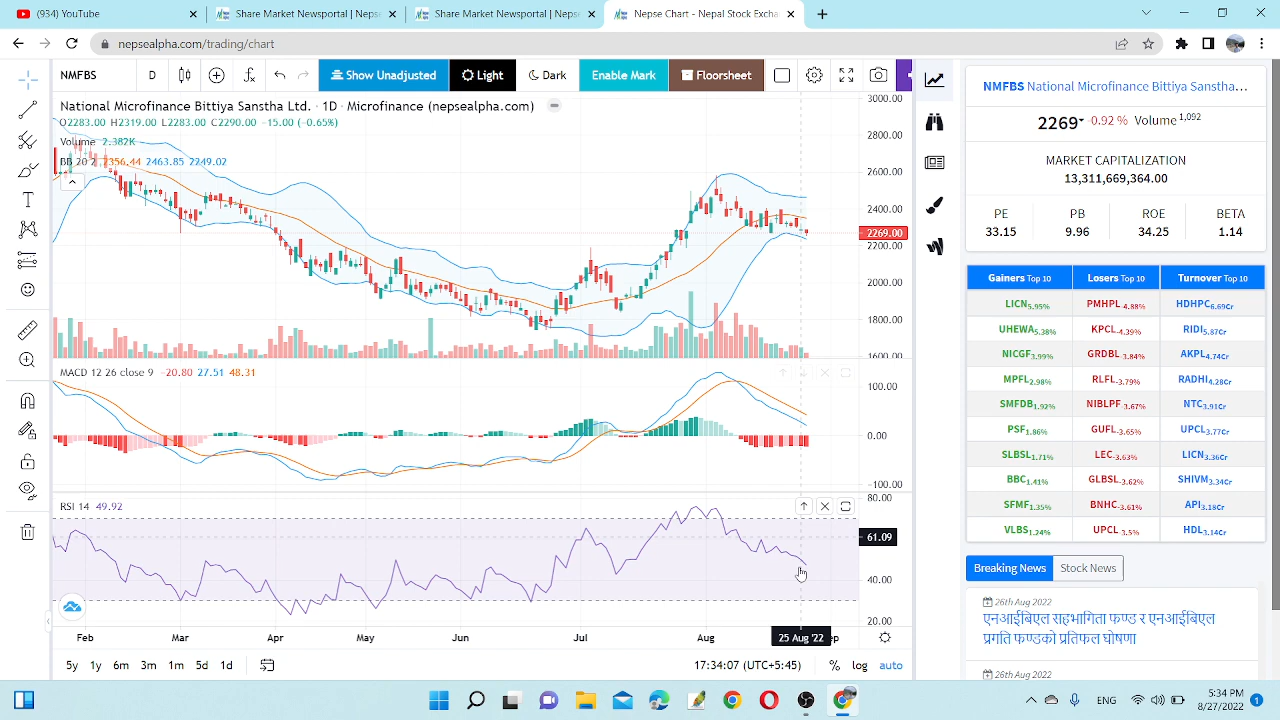 (934) YouTube
Share Market Newsportal | Neps
Share Market Newsportal | Neps
Nepse Chart - Nepal Stock Excha
nepsealpha.com/trading/chart
NMFBS D Show Unadjusted Light Dark Enable Mark Floorsheet
National Microfinance Bittiya Sanstha Ltd. · 1D · Microfinance (nepsealpha.com)
O2283.00 H2319.00 L2283.00 C2290.00 -15.00 (-0.65%)
Volume 2.382K
BB 20 2 2356.44 2463.85 2249.02
3000.00
2800.00
2600.00
2400.00
2269.00
2200.00
2000.00
1800.00
1600.00
MACD 12 26 close 9 -20.80 27.51 48.31
100.00
0.00
-100.00
RSI 14 49.92
80.00
61.09
40.00
20.00
Feb Mar Apr May Jun Jul Aug 25 Aug '22 ep
5y 1y 6m 3m 1m 5d 1d
17:34:07 (UTC+5:45) % log auto
NMFBS National Microfinance Bittiya Sanstha...
2269 -0.92 % Volume 1,092
MARKET CAPITALIZATION
13,311,669,364.00
PE PB ROE BETA
33.15 9.96 34.25 1.14
Gainers Top 10 Losers Top 10 Turnover Top 10
LICN 5.95% PMHPL -4.88% HDHPC 6.69Cr
UHEWA 5.38% KPCL -4.39% RIDI 5.87Cr
NICGF 3.99% GRDBL -3.84% AKPL 4.74Cr
MPFL 2.98% RLFL -3.79% RADHI 4.28Cr
SMFDB 1.92% NIBLPF -3.67% NTC 3.91Cr
PSF 1.86% GUFL -3.65% UPCL 3.77Cr
SLBSL 1.71% LEC -3.63% LICN 3.36Cr
BBC 1.41% GLBSL -3.62% SHIVM 3.34Cr
SFMF 1.35% BNHC -3.61% API 3.18Cr
VLBS 1.24% UPCL -3.5% HDL 3.14Cr
Breaking News Stock News
26th Aug 2022
एनआईबिएल सहभागिता फण्ड र एनआईबिएल
प्रगति फण्डको प्रतिफल घोषणा
26th Aug 2022
ENG
5:34 PM
8/27/2022
1